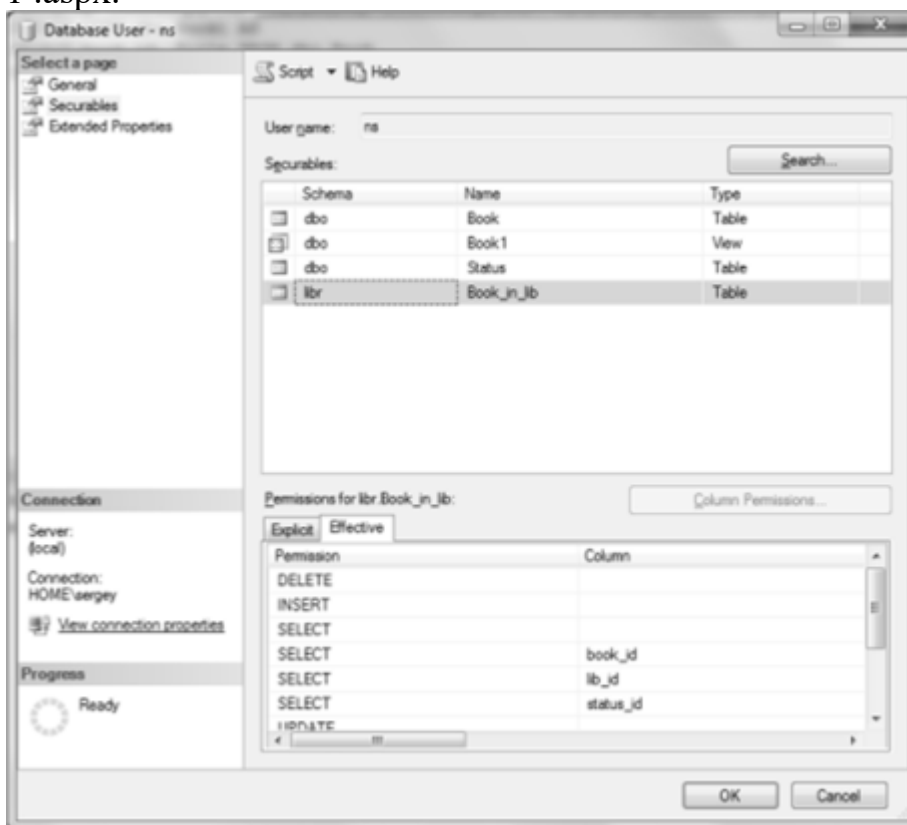 .aspx.
Database User - ns
Select a page
General
Securables
Extended Properties
Script Help
User name: ns
Securables:
Search...
Schema Name Type
dbo Book Table
dbo Book1 View
dbo Status Table
libr Book_in_lib Table
Connection
Server:
(local)
Connection:
HOME\sergey
View connection properties
Progress
Ready
Permissions for libr.Book_in_lib:
Column Permissions...
Explicit Effective
Permission Column
DELETE
INSERT
SELECT
SELECT book_id
SELECT lib_id
SELECT status_id
UPDATE
OK Cancel